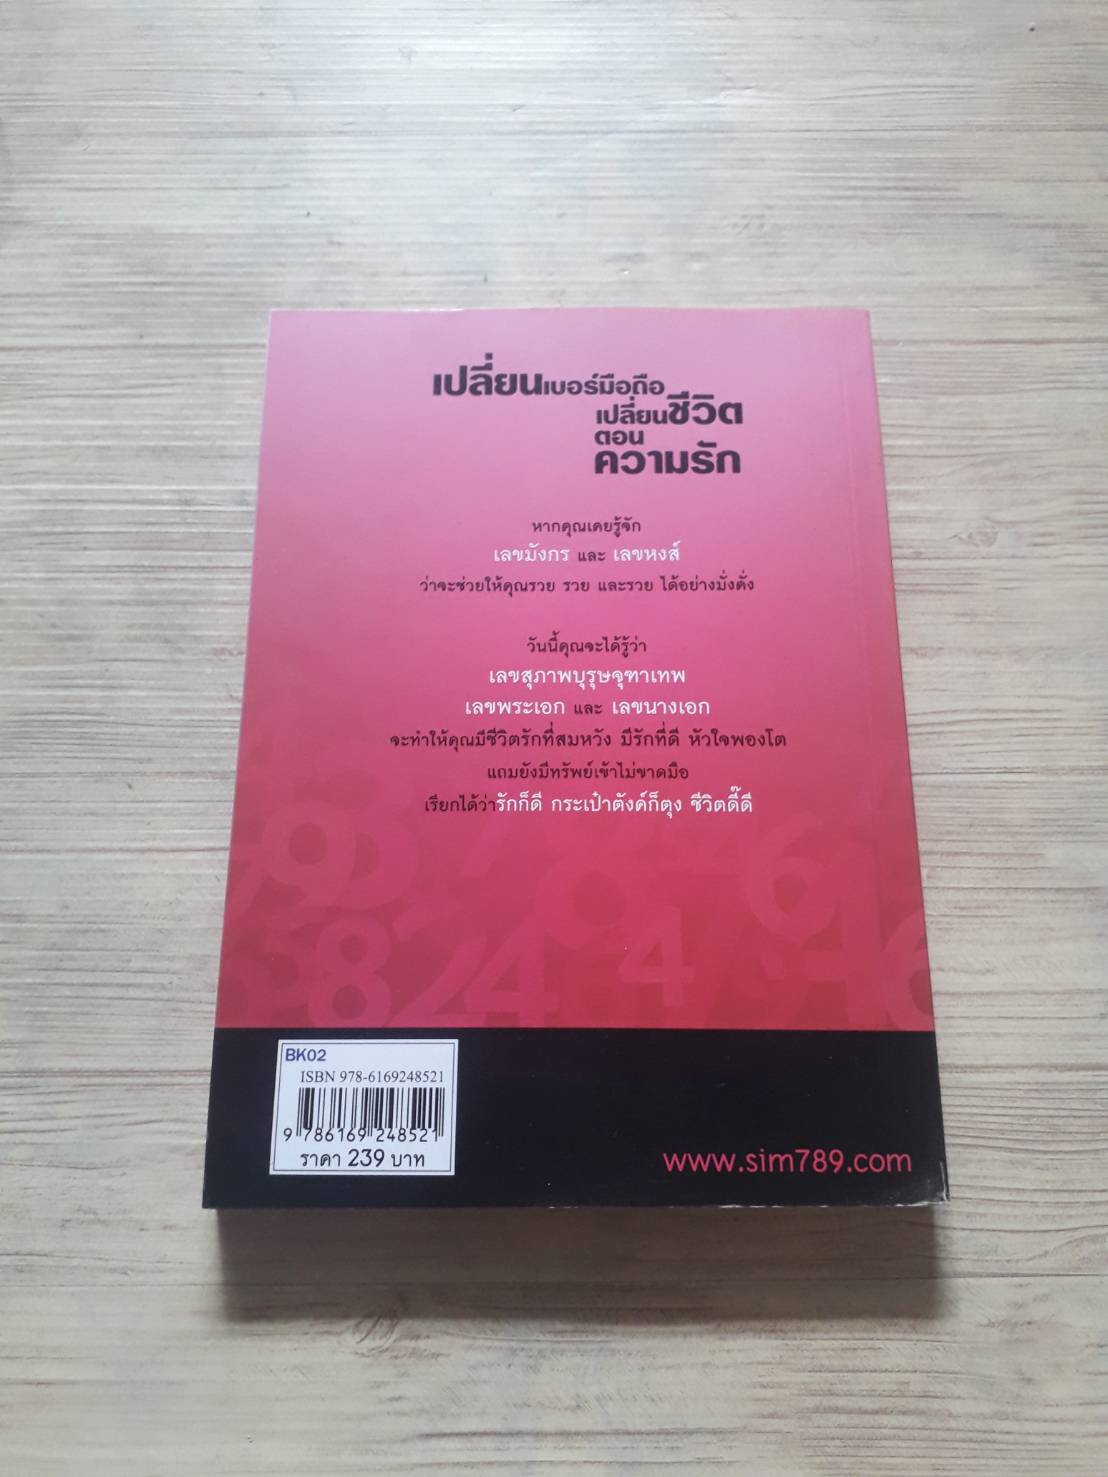 เปลี่ยนเบอร์มือถือ
เปลี่ยนชีวิต
ตอน
ความรัก
หากคุณเคยรู้จัก
เลขมังกร และ เลขหงส์
ว่าจะช่วยให้คุณรวย รวย และรวย ได้อย่างมั่งคั่ง
วันนี้คุณจะได้รู้ว่า
เลขสุภาพบุรุษจุฑาเทพ
เลขพระเอก และ เลขนางเอก
จะทำให้คุณมีชีวิตรักที่สมหวัง มีรักที่ดี หัวใจพองโต
แถมยังมีทรัพย์เข้าไม่ขาดมือ
เรียกได้ว่ารักก็ดี กระเป๋าตังค์ก็ตุง ชีวิตดี๊ดี
BK02
ISBN 978-6169248521
9 786169 248521
ราคา 239 บาท
www.sim789.com